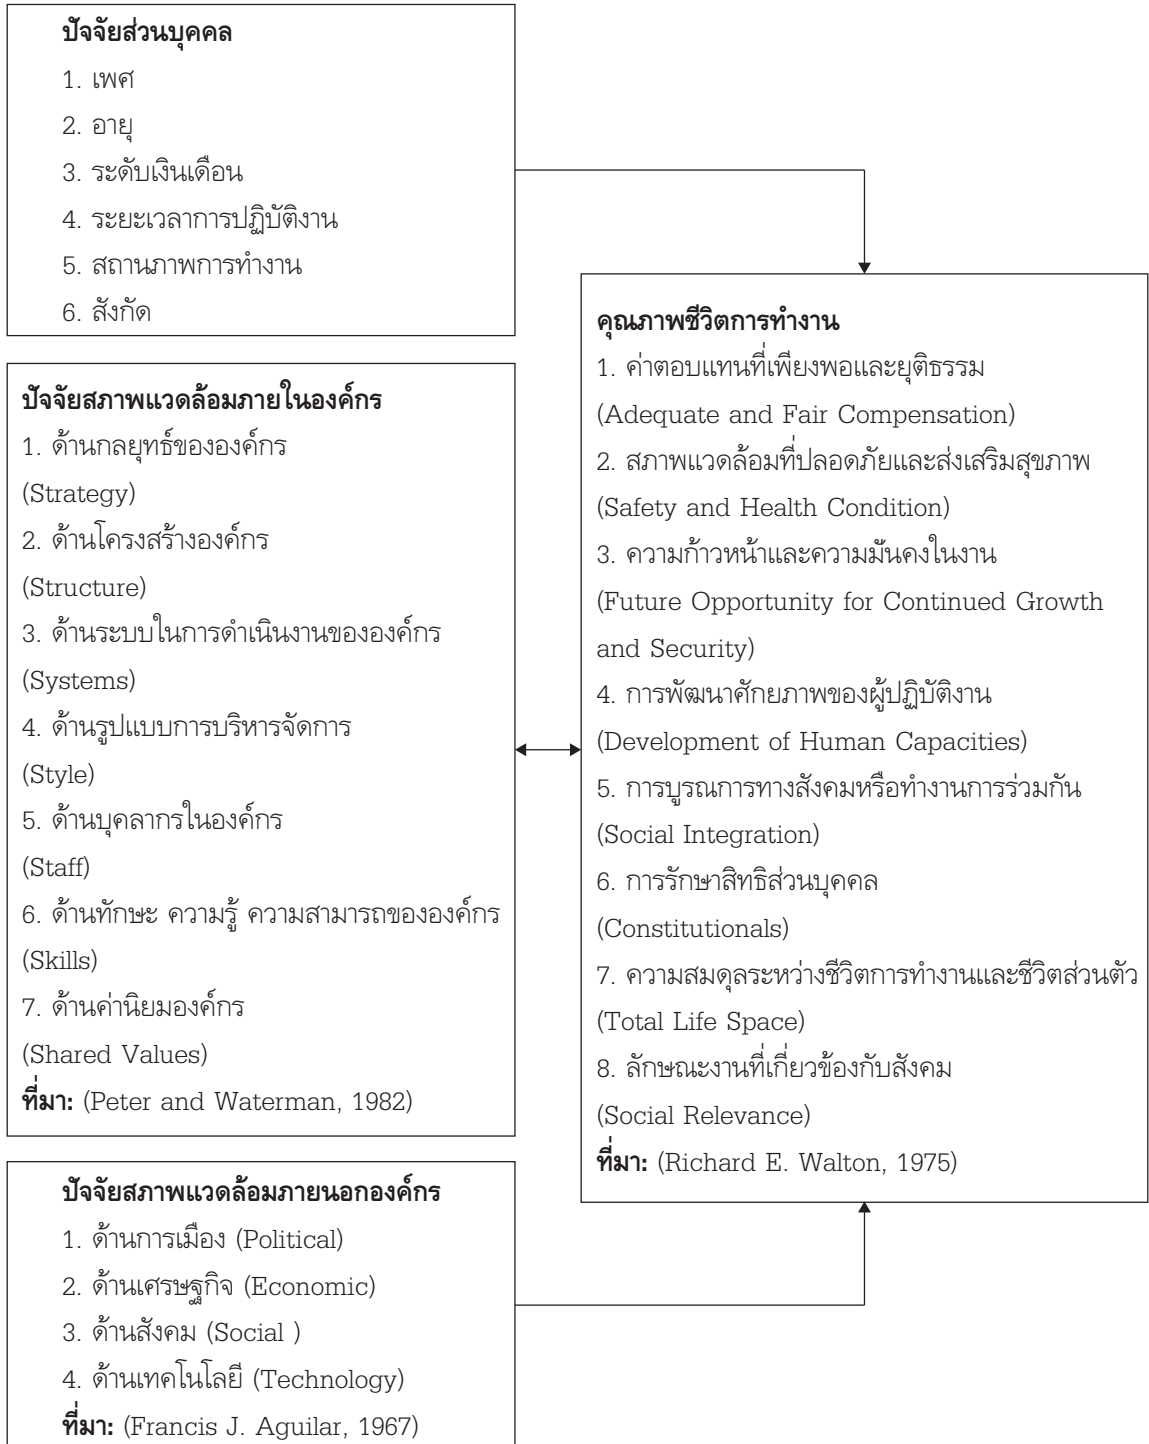 ปัจจัยส่วนบุคคล
1. เพศ
2. อายุ
3. ระดับเงินเดือน
4. ระยะเวลาการปฏิบัติงาน
5. สถานภาพการทำงาน
6. สังกัด
ปัจจัยสภาพแวดล้อมภายในองค์กร
1. ด้านกลยุทธ์ขององค์กร
(Strategy)
2. ด้านโครงสร้างองค์กร
(Structure)
3. ด้านระบบในการดำเนินงานขององค์กร
(Systems)
4. ด้านรูปแบบการบริหารจัดการ
(Style)
5. ด้านบุคลากรในองค์กร
(Staff)
6. ด้านทักษะ ความรู้ ความสามารถขององค์กร
(Skills)
7. ด้านค่านิยมองค์กร
(Shared Values)
ที่มา: (Peter and Waterman, 1982)
ปัจจัยสภาพแวดล้อมภายนอกองค์กร
1. ด้านการเมือง (Political)
2. ด้านเศรษฐกิจ (Economic)
3. ด้านสังคม (Social )
4. ด้านเทคโนโลยี (Technology)
ที่มา: (Francis J. Aguilar, 1967)
คุณภาพชีวิตการทำงาน
1. ค่าตอบแทนที่เพียงพอและยุติธรรม
(Adequate and Fair Compensation)
2. สภาพแวดล้อมที่ปลอดภัยและส่งเสริมสุขภาพ
(Safety and Health Condition)
3. ความก้าวหน้าและความมั่นคงในงาน
(Future Opportunity for Continued Growth
and Security)
4. การพัฒนาศักยภาพของผู้ปฏิบัติงาน
(Development of Human Capacities)
5. การบูรณการทางสังคมหรือทำงานการร่วมกัน
(Social Integration)
6. การรักษาสิทธิส่วนบุคคล
(Constitutionals)
7. ความสมดุลระหว่างชีวิตการทำงานและชีวิตส่วนตัว
(Total Life Space)
8. ลักษณะงานที่เกี่ยวข้องกับสังคม
(Social Relevance)
ที่มา: (Richard E. Walton, 1975)